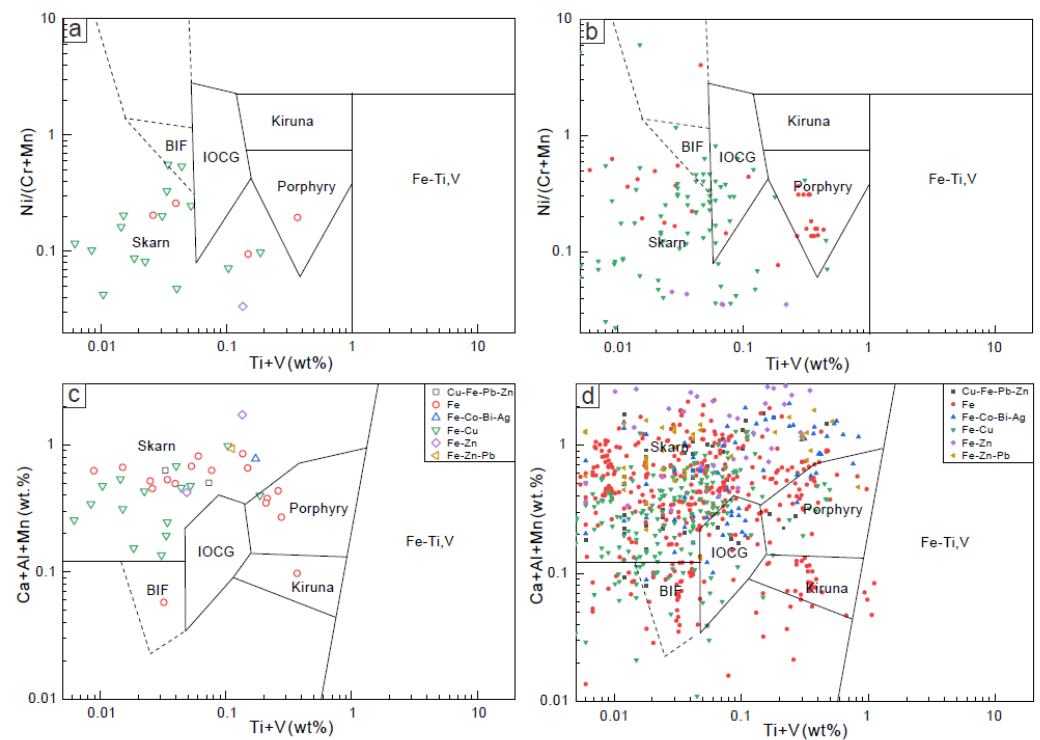 a
10
1
0.1
Ni/(Cr+Mn)
BIF
IOCG
Kiruna
Porphyry
Skarn
Fe-Ti,V
0.01
0.1
1
10
Ti+V(wt%)
b
10
1
0.1
Ni/(Cr+Mn)
BIF
IOCG
Kiruna
Porphyry
Skarn
Fe-Ti,V
0.01
0.1
1
10
Ti+V(wt%)
c
1
0.1
0.01
Ca+Al+Mn(wt.%)
Cu-Fe-Pb-Zn
Fe
Fe-Co-Bi-Ag
Fe-Cu
Fe-Zn
Fe-Zn-Pb
Skarn
Porphyry
IOCG
Fe-Ti,V
BIF
Kiruna
0.01
0.1
1
10
Ti+V(wt%)
d
1
0.1
0.01
Ca+Al+Mn(wt.%)
Cu-Fe-Pb-Zn
Fe
Fe-Co-Bi-Ag
Fe-Cu
Fe-Zn
Fe-Zn-Pb
Skarn
Porphyry
IOCG
Fe-Ti,V
BIF
Kiruna
0.01
0.1
1
10
Ti+V(wt%)